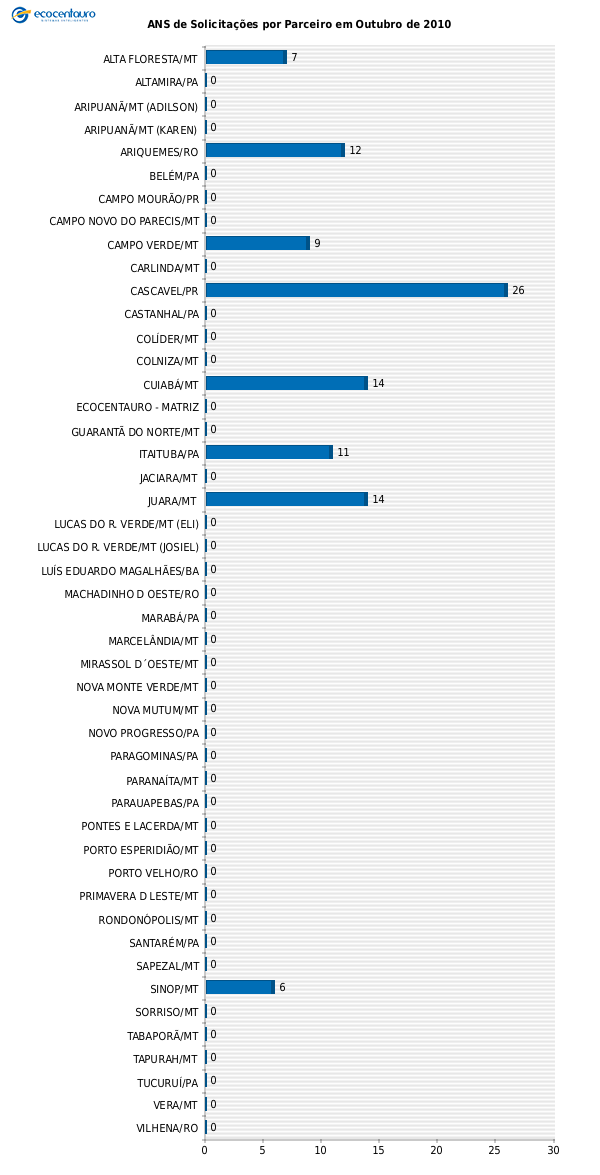 ecocentauro
ANS de Solicitações por Parceiro em Outubro de 2010
ALTA FLORESTA/MT 7
ALTAMIRA/PA 0
ARIPUANÃ/MT (ADILSON) 0
ARIPUANÃ/MT (KAREN) 0
ARIQUEMES/RO 12
BELÉM/PA 0
CAMPO MOURÃO/PR 0
CAMPO NOVO DO PARECIS/MT 0
CAMPO VERDE/MT 9
CARLINDA/MT 0
CASCAVEL/PR 26
CASTANHAL/PA 0
COLÍDER/MT 0
COLNIZA/MT 0
CUIABÁ/MT 14
ECOCENTAURO - MATRIZ 0
GUARANTÃ DO NORTE/MT 0
ITAITUBA/PA 11
JACIARA/MT 0
JUARA/MT 14
LUCAS DO R. VERDE/MT (ELI) 0
LUCAS DO R. VERDE/MT (JOSIEL) 0
LUÍS EDUARDO MAGALHÃES/BA 0
MACHADINHO D OESTE/RO 0
MARABÁ/PA 0
MARCELÂNDIA/MT 0
MIRASSOL D´OESTE/MT 0
NOVA MONTE VERDE/MT 0
NOVA MUTUM/MT 0
NOVO PROGRESSO/PA 0
PARAGOMINAS/PA 0
PARANAÍTA/MT 0
PARAUAPEBAS/PA 0
PONTES E LACERDA/MT 0
PORTO ESPERIDIÃO/MT 0
PORTO VELHO/RO 0
PRIMAVERA D LESTE/MT 0
RONDONÓPOLIS/MT 0
SANTARÉM/PA 0
SAPEZAL/MT 0
SINOP/MT 6
SORRISO/MT 0
TABAPORÃ/MT 0
TAPURAH/MT 0
TUCURUÍ/PA 0
VERA/MT 0
VILHENA/RO 0
0 5 10 15 20 25 30